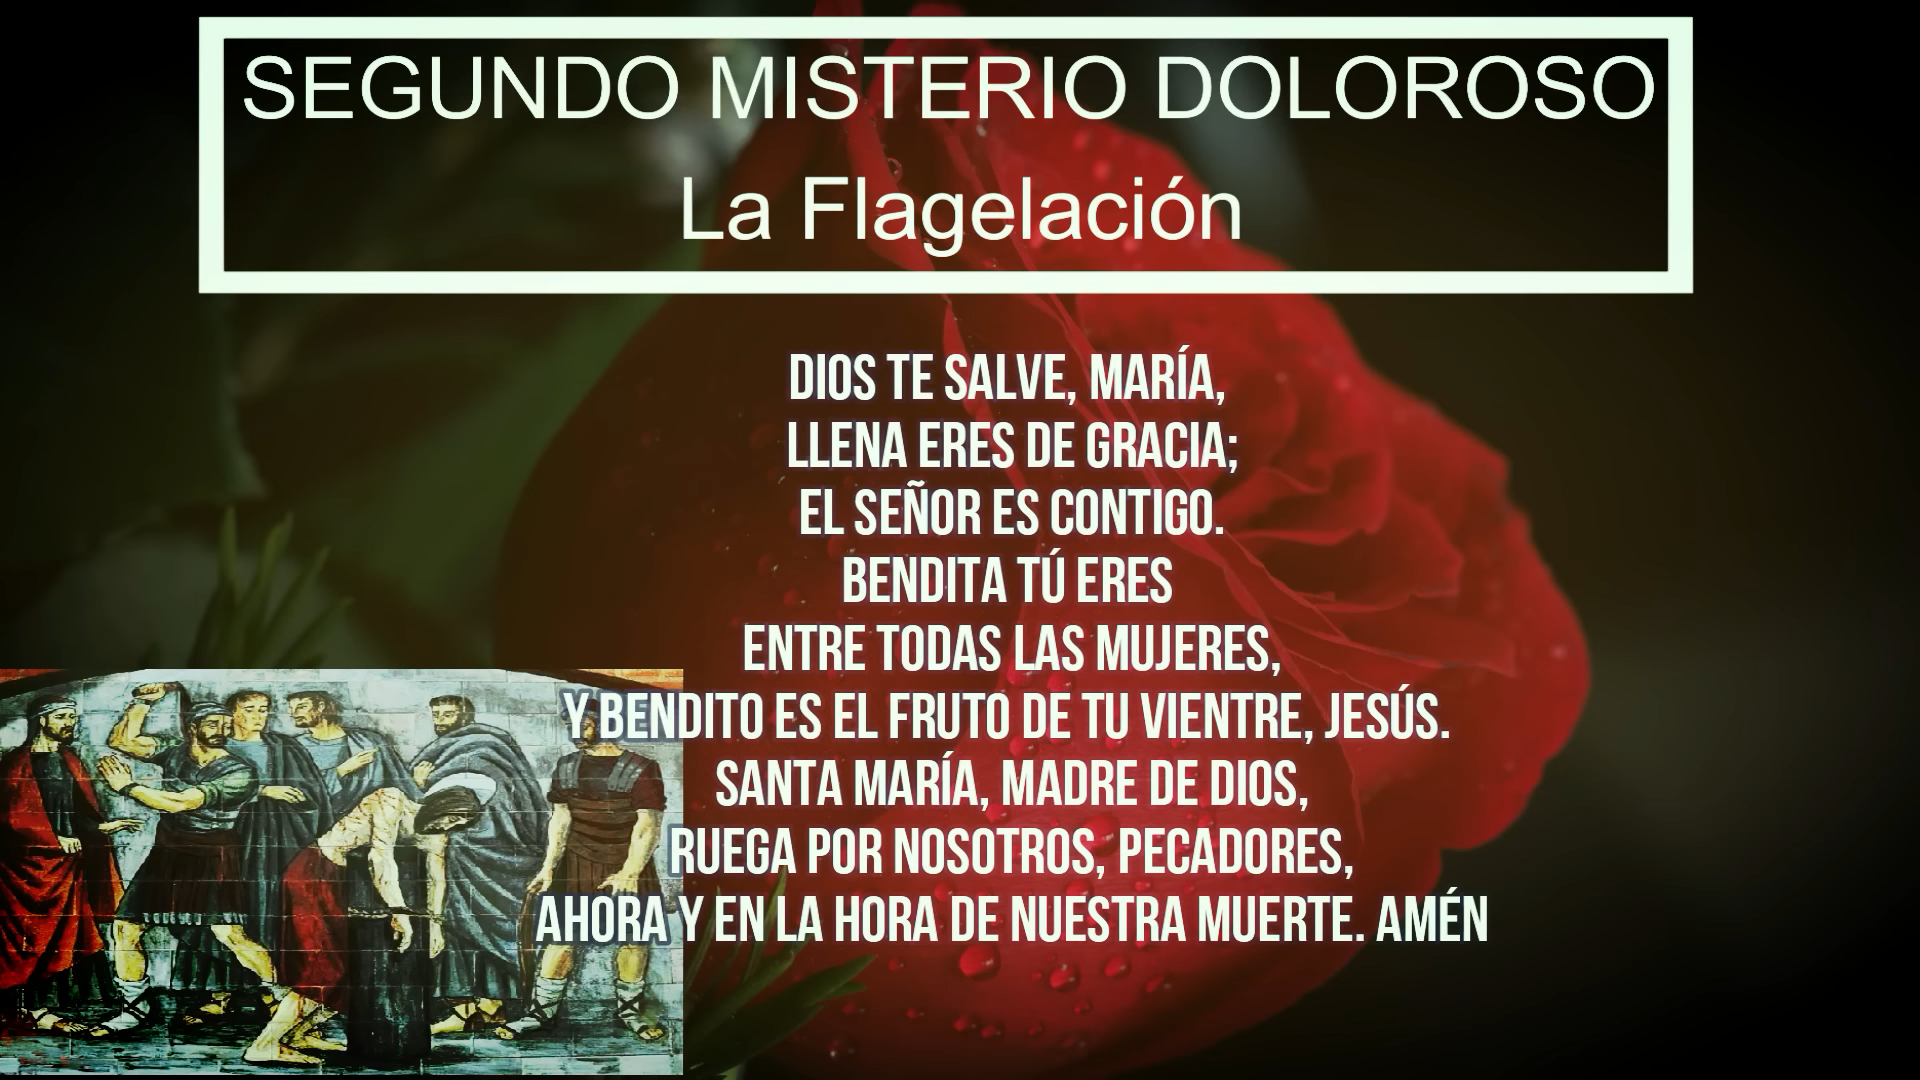 SEGUNDO MISTERIO DOLOROSO
La Flagelación
DIOS TE SALVE, MARÍA,
LLENA ERES DE GRACIA;
EL SEÑOR ES CONTIGO.
BENDITA TÚ ERES
ENTRE TODAS LAS MUJERES,
Y BENDITO ES EL FRUTO DE TU VIENTRE, JESÚS.
SANTA MARÍA, MADRE DE DIOS,
RUEGA POR NOSOTROS, PECADORES,
AHORA Y EN LA HORA DE NUESTRA MUERTE. AMÉN